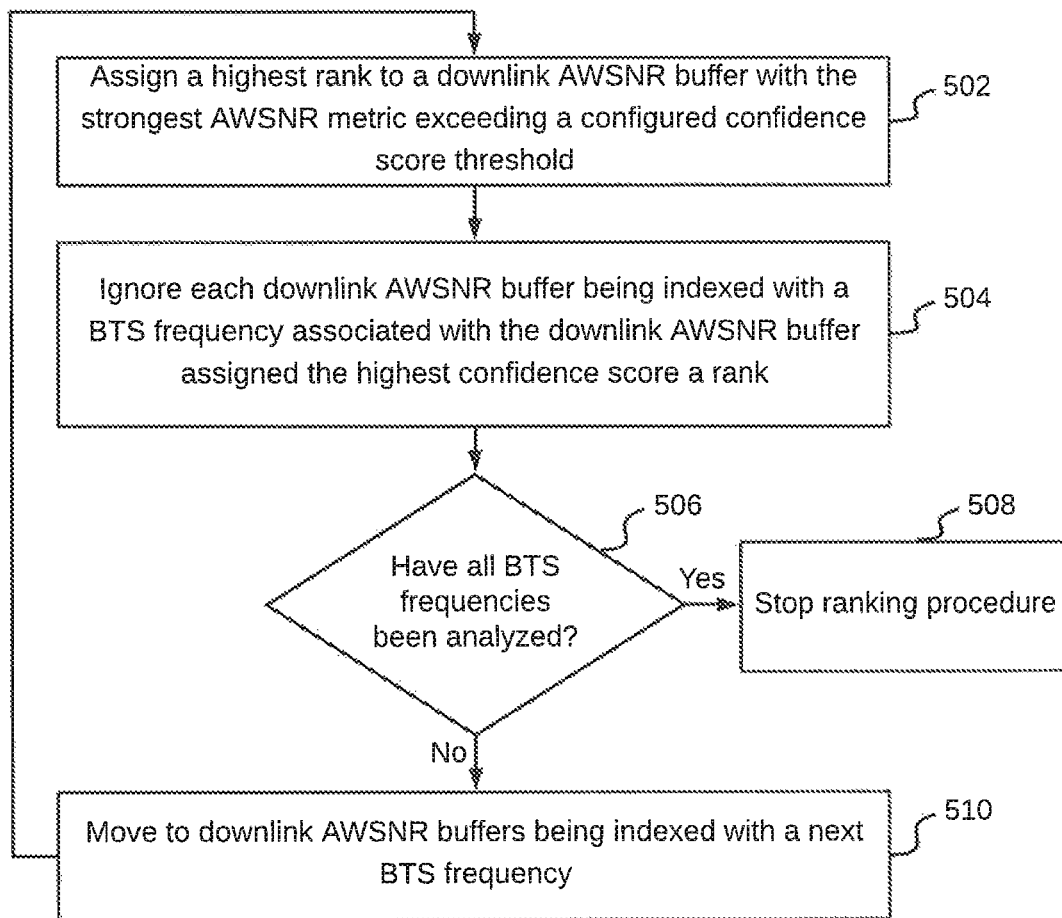 Assign a highest rank to a downlink AWSNR buffer with the
strongest AWSNR metric exceeding a configured confidence
score threshold
502
Ignore each downlink AWSNR buffer being indexed with a
BTS frequency associated with the downlink AWSNR buffer
assigned the highest confidence score a rank
504
Have all BTS
frequencies
been analyzed?
506
Yes
508
Stop ranking procedure
No
Move to downlink AWSNR buffers being indexed with a next
BTS frequency
510